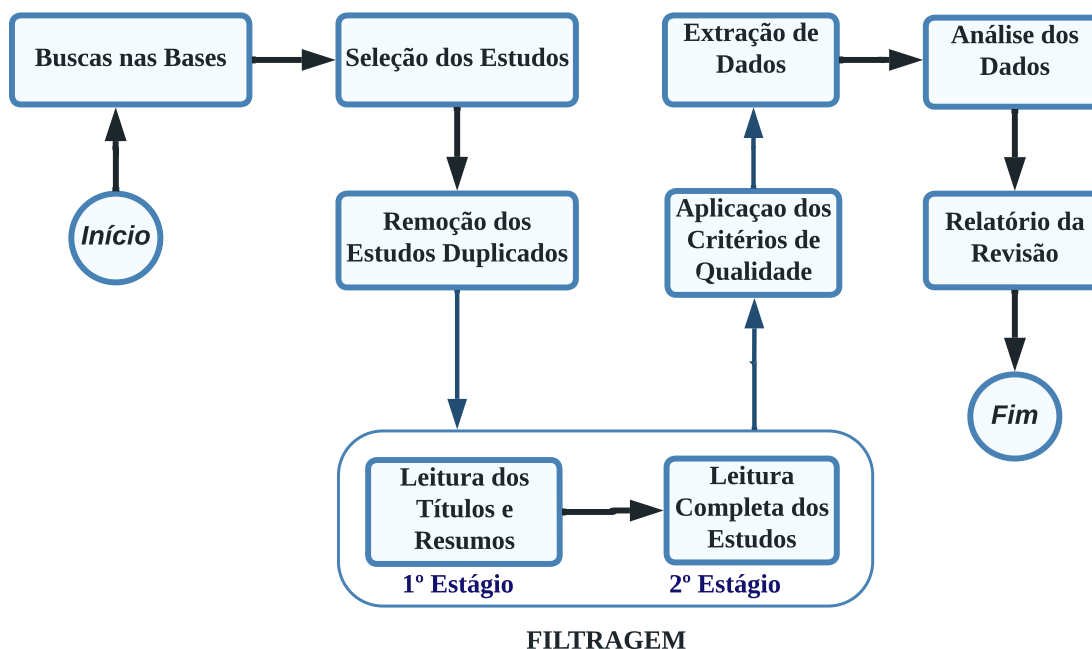 Buscas nas Bases
Seleção dos Estudos
Extração de
Dados
Análise dos
Dados
Início
Remoção dos
Estudos Duplicados
Aplicaçao dos
Critérios de
Qualidade
Relatório da
Revisão
Fim
Leitura dos
Títulos e
Resumos
1º Estágio
Leitura
Completa dos
Estudos
2º Estágio
FILTRAGEM